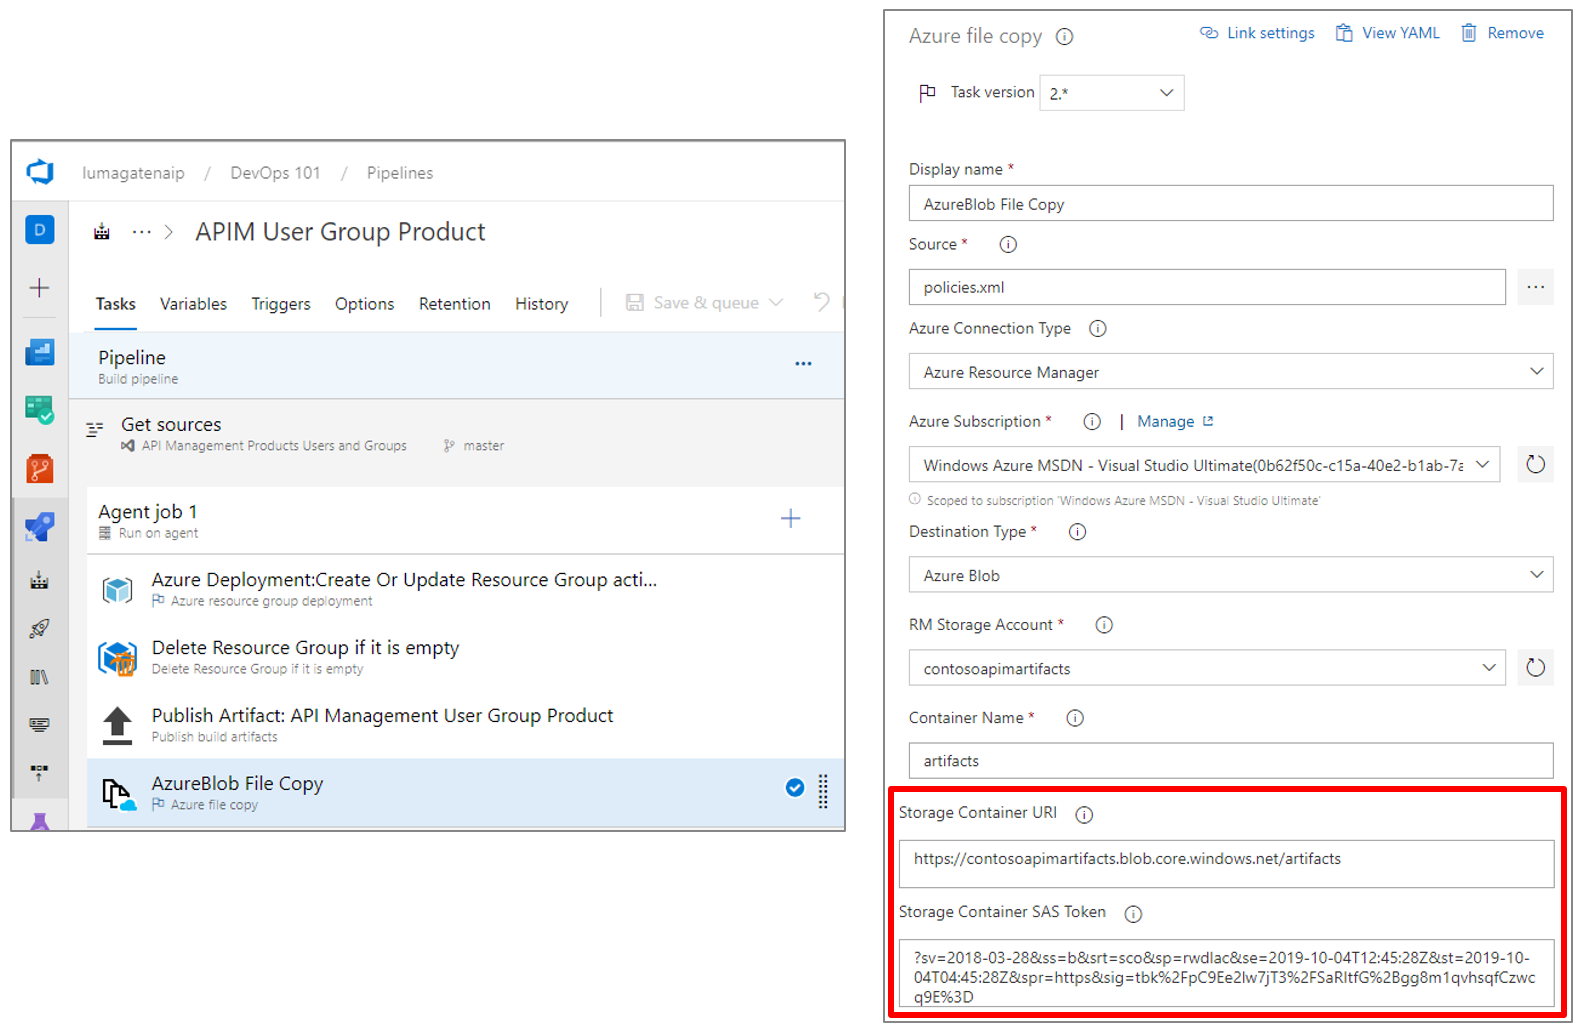 lumagatenaip / DevOps 101 / Pipelines
D
... > APIM User Group Product
Tasks Variables Triggers Options Retention History Save & queue
Pipeline
Build pipeline
Get sources
API Management Products Users and Groups master
Agent job 1
Run on agent
Azure Deployment:Create Or Update Resource Group acti...
Azure resource group deployment
Delete Resource Group if it is empty
Delete Resource Group if it is empty
Publish Artifact: API Management User Group Product
Publish build artifacts
AzureBlob File Copy
Azure file copy
Azure file copy Link settings View YAML Remove
Task version 2.*
Display name *
AzureBlob File Copy
Source *
policies.xml
Azure Connection Type
Azure Resource Manager
Azure Subscription * | Manage
Windows Azure MSDN - Visual Studio Ultimate(0b62f50c-c15a-40e2-b1ab-7a
Scoped to subscription 'Windows Azure MSDN - Visual Studio Ultimate'
Destination Type *
Azure Blob
RM Storage Account *
contosoapimartifacts
Container Name *
artifacts
Storage Container URI
https://contosoapimartifacts.blob.core.windows.net/artifacts
Storage Container SAS Token
?sv=2018-03-28&ss=b&srt=sco&sp=rwdlac&se=2019-10-04T12:45:28Z&st=2019-10-
04T04:45:28Z&spr=https&sig=tbk%2FpC9Ee2lw7jT3%2FSaRltfG%2Bgg8m1qvhsqfCzwc
q9E%3D